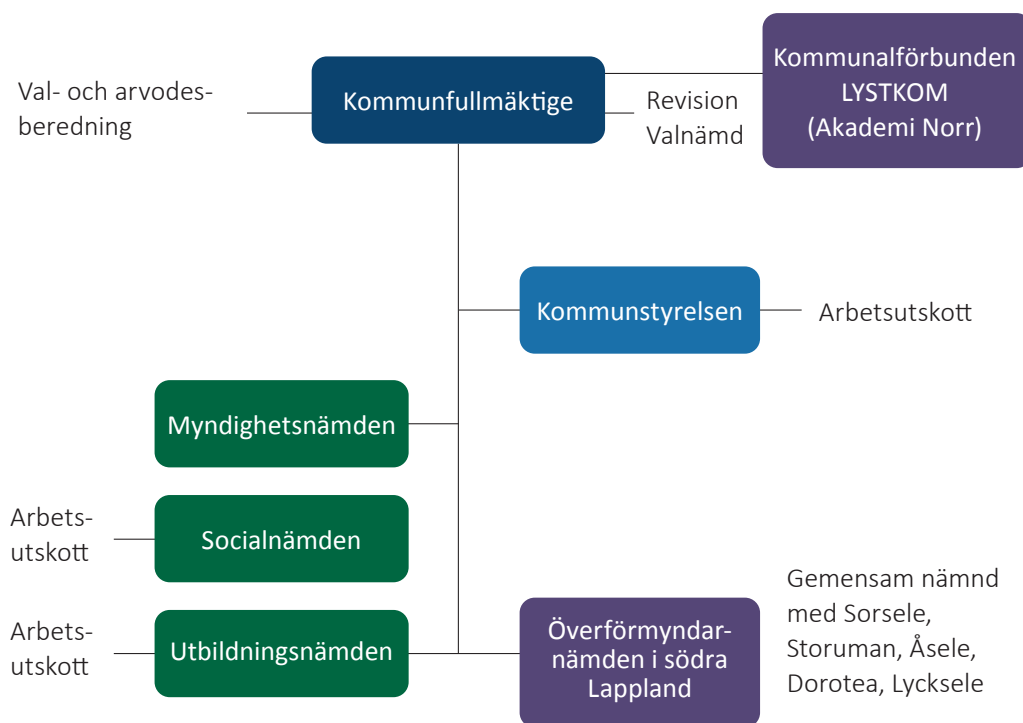 Val- och arvodes-
beredning
Kommunfullmäktige
Revision
Valnämd
Kommunalförbunden
LYSTKOM
(Akademi Norr)
Kommunstyrelsen
Arbetsutskott
Myndighetsnämden
Arbets-
utskott
Socialnämden
Arbets-
utskott
Utbildningsnämden
Överförmyndar-
nämden i södra
Lappland
Gemensam nämnd
med Sorsele,
Storuman, Åsele,
Dorotea, Lycksele